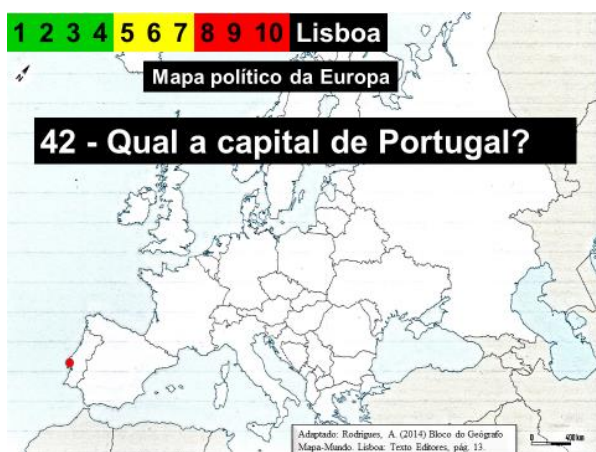 1 2 3 4 5 6 7 8 9 10 Lisboa
N
Mapa político da Europa
42 - Qual a capital de Portugal?
Adaptado: Rodrigues, A. (2014) Bloco do Geógrafo
Mapa-Mundo. Lisboa: Texto Editores, pág. 13.
0 400 km